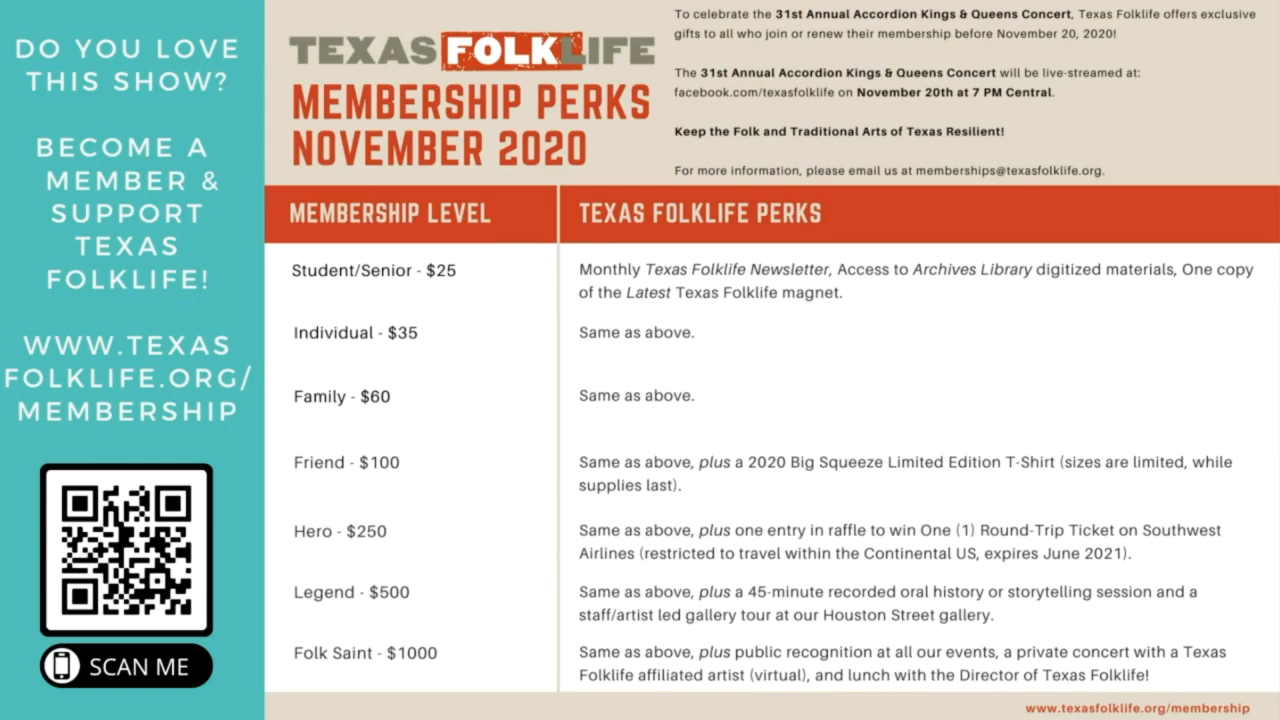 DO YOU LOVE
THIS SHOW?
BECOME A
MEMBER &
SUPPORT
TEXAS
FOLKLIFE!
WWW.TEXAS
FOLKLIFE.ORG/
MEMBERSHIP
SCAN ME
TEXAS FOLKLIFE
MEMBERSHIP PERKS
NOVEMBER 2020
To celebrate the 31st Annual Accordion Kings & Queens Concert, Texas Folklife offers exclusive
gifts to all who join or renew their membership before November 20, 2020!
The 31st Annual Accordion Kings & Queens Concert will be live-streamed at:
facebook.com/texasfolklife on November 20th at 7 PM Central.
Keep the Folk and Traditional Arts of Texas Resilient!
For more information, please email us at memberships@texasfolklife.org.
MEMBERSHIP LEVEL
TEXAS FOLKLIFE PERKS
Student/Senior - $25
Monthly Texas Folklife Newsletter, Access to Archives Library digitized materials, One copy
of the Latest Texas Folklife magnet.
Individual - $35
Same as above.
Family - $60
Same as above.
Friend - $100
Same as above, plus a 2020 Big Squeeze Limited Edition T-Shirt (sizes are limited, while
supplies last).
Hero - $250
Same as above, plus one entry in raffle to win One (1) Round-Trip Ticket on Southwest
Airlines (restricted to travel within the Continental US, expires June 2021).
Legend - $500
Same as above, plus a 45-minute recorded oral history or storytelling session and a
staff/artist led gallery tour at our Houston Street gallery.
Folk Saint - $1000
Same as above, plus public recognition at all our events, a private concert with a Texas
Folklife affiliated artist (virtual), and lunch with the Director of Texas Folklife!
www.texasfolklife.org/membership